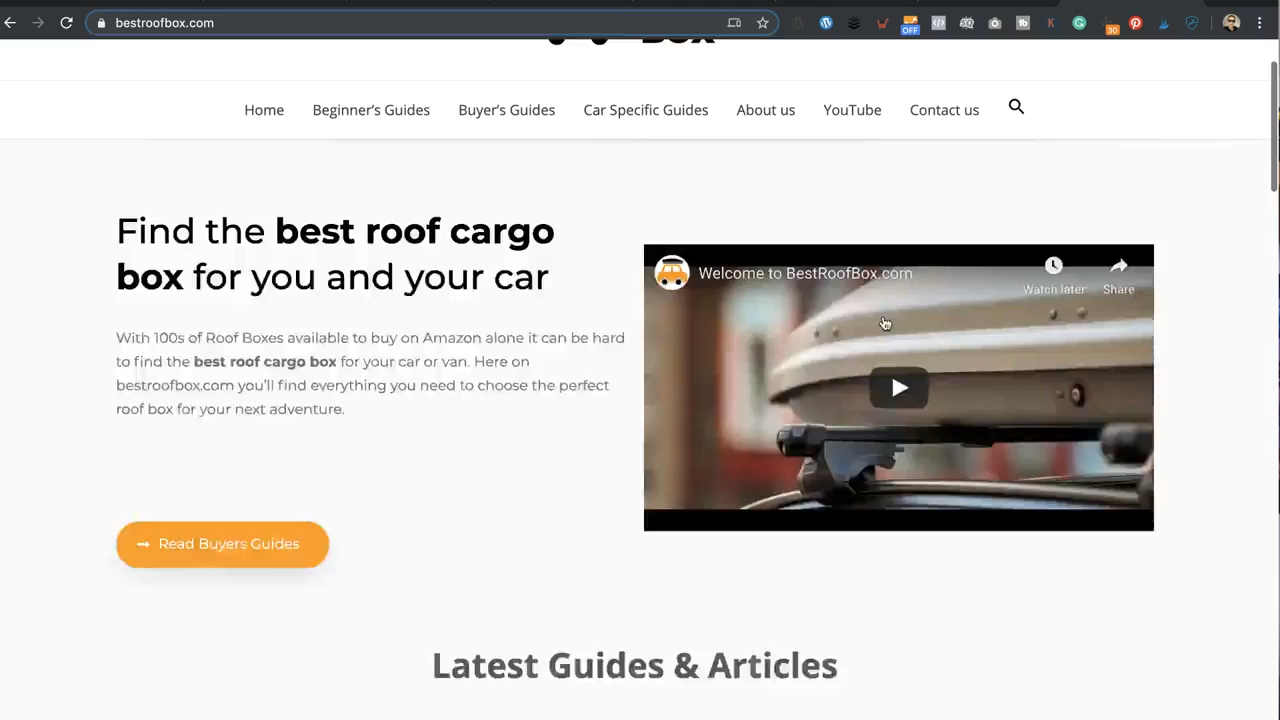 bestroofbox.com
OFF
30
Box
Home Beginner's Guides Buyer's Guides Car Specific Guides About us YouTube Contact us
Find the best roof cargo
box for you and your car
With 100s of Roof Boxes available to buy on Amazon alone it can be hard
to find the best roof cargo box for your car or van. Here on
bestroofbox.com you'll find everything you need to choose the perfect
roof box for your next adventure.
Read Buyers Guides
Welcome to BestRoofBox.com
Watch later Share
Latest Guides & Articles